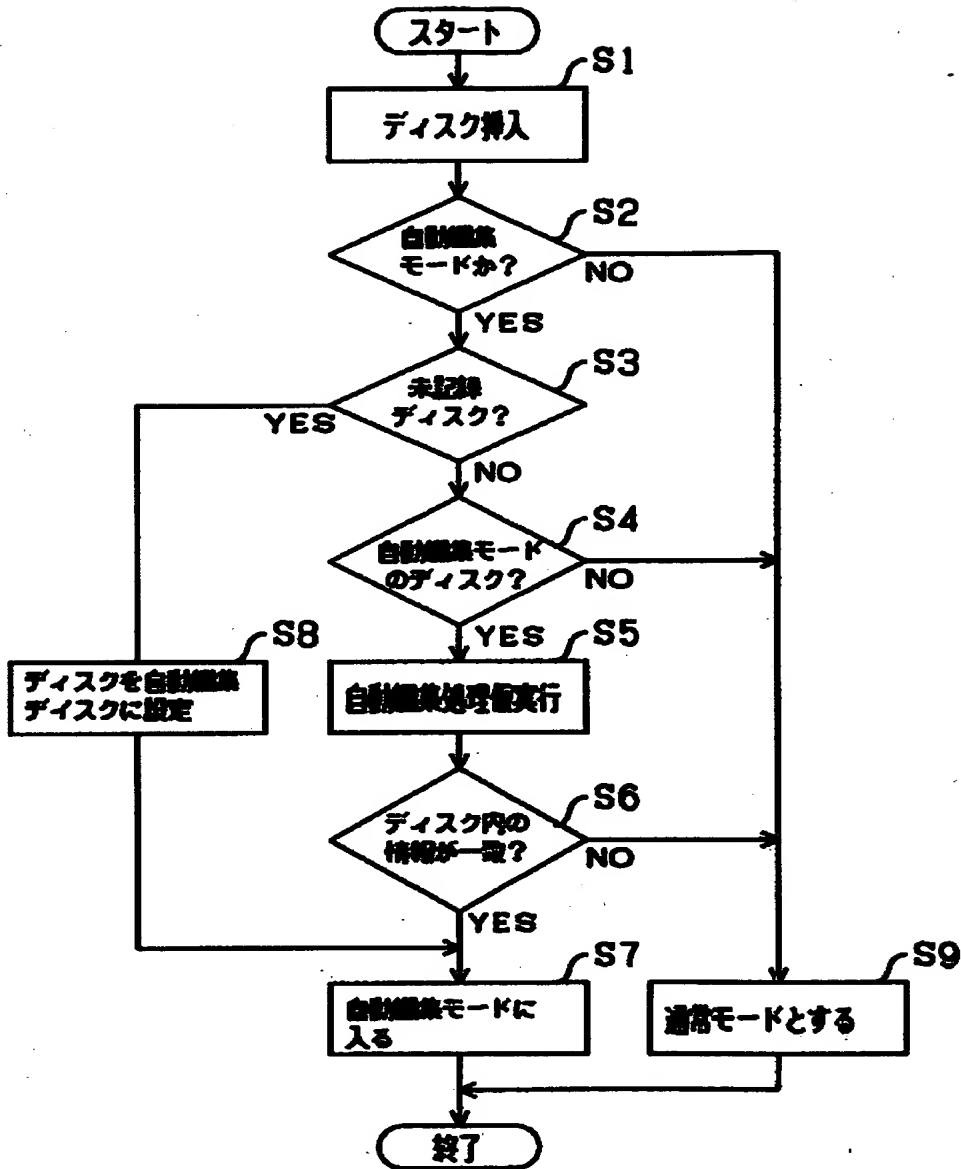 スタート
S1
ディスク挿入
S2
自動編集
モードか?
NO
YES
S3
未記録
ディスク?
YES
NO
S4
自動編集モード
のディスク?
NO
YES
S8
ディスクを自動編集
デイスクに設定
S5
自動編集処理仮実行
S6
ディスク内の
情報が一致?
NO
YES
S7
自動編集モードに
入る
S9
通常モードとする
終了